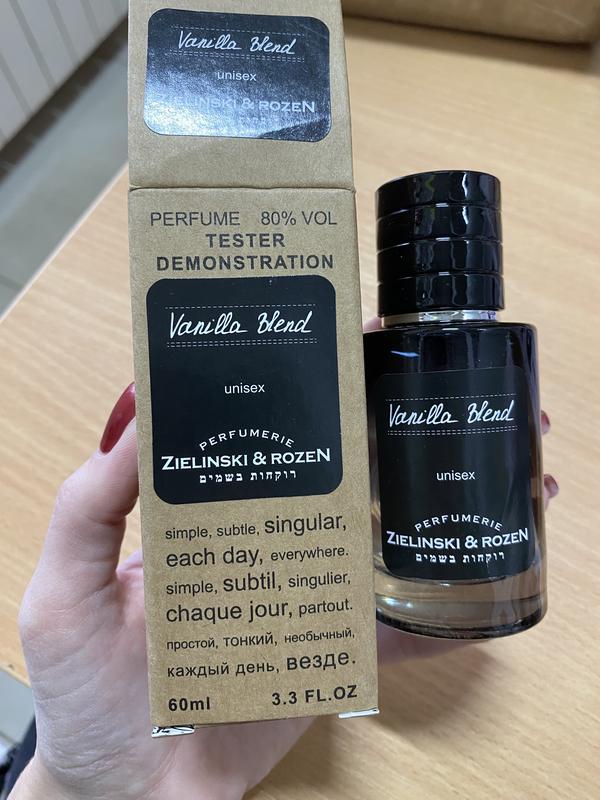 Vanilla Blend
unisex
ZIELINSKI & ROZEN
PERFUME 80% VOL
TESTER
DEMONSTRATION
Vanilla Blend
unisex
PERFUMERIE
ZIELINSKI & ROZEN
רוקחות בשמים
simple, subtle, singular,
each day, everywhere.
simple, subtil, singulier,
chaque jour, partout.
простой, тонкий, необычный,
каждый день, везде.
60ml 3.3 FL.OZ
Vanilla Blend
unisex
PERFUMERIE
ZIELINSKI & ROZEN
רוקחות בשמים